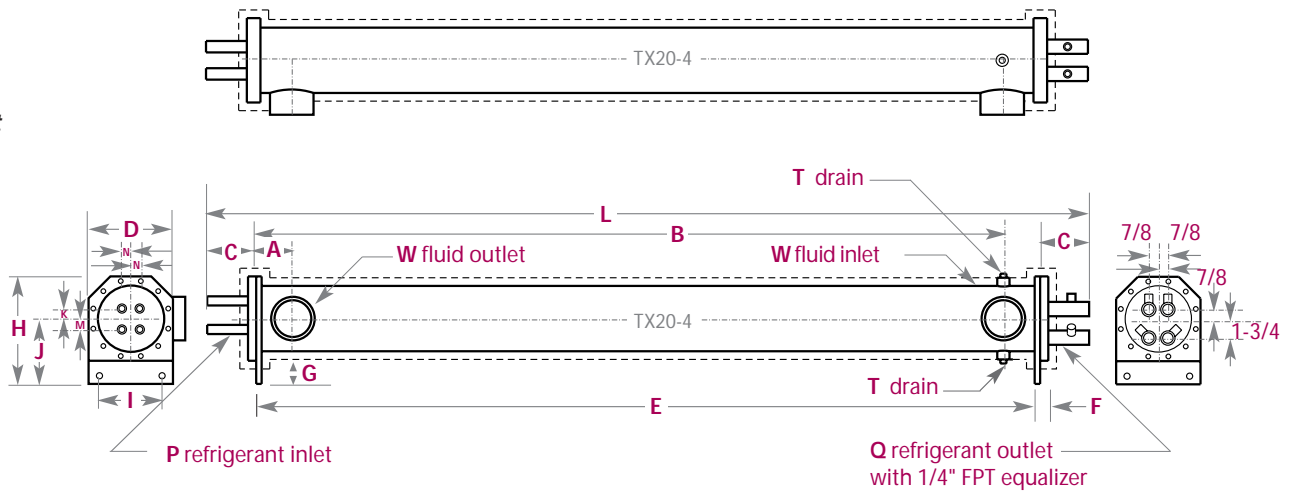 TX20-4
T drain
L
D
C
A
B
C
7/8 7/8
N
W fluid outlet
W fluid inlet
N
7/8
H
K
M
TX20-4
J
1-3/4
G
T drain
I
E
F
P refrigerant inlet
Q refrigerant outlet
with 1/4" FPT equalizer